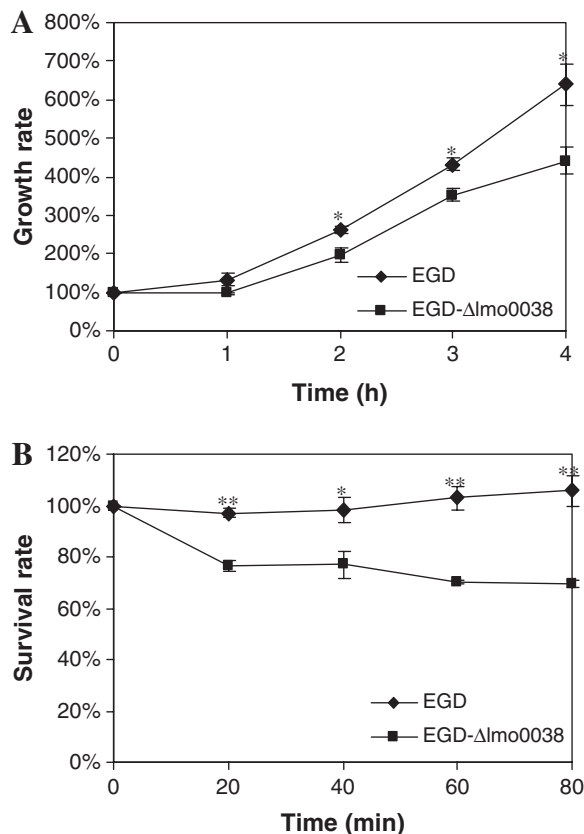 A
800%
700%
600%
500%
400%
300%
200%
100%
0%
Growth rate
*
*
*
EGD
EGD-Δlmo0038
0 1 2 3 4
Time (h)
B
120%
100%
80%
60%
40%
20%
0%
Survival rate
**
*
**
**
EGD
EGD-Δlmo0038
0 20 40 60 80
Time (min)